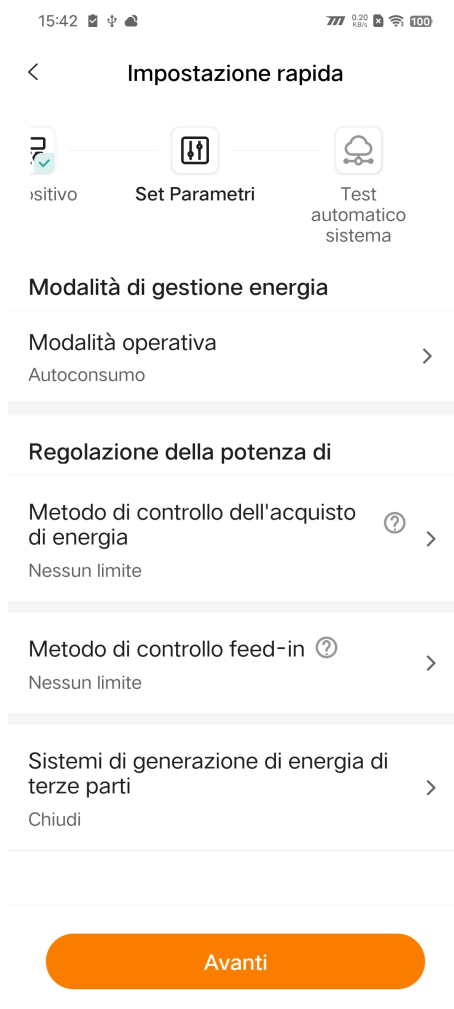 15:42
0.20
KB/s
100
Impostazione rapida
ositivo
Set Parametri
Test
automatico
sistema
Modalità di gestione energia
Modalità operativa
Autoconsumo
Regolazione della potenza di
Metodo di controllo dell'acquisto
di energia
Nessun limite
Metodo di controllo feed-in
Nessun limite
Sistemi di generazione di energia di
terze parti
Chiudi
Avanti